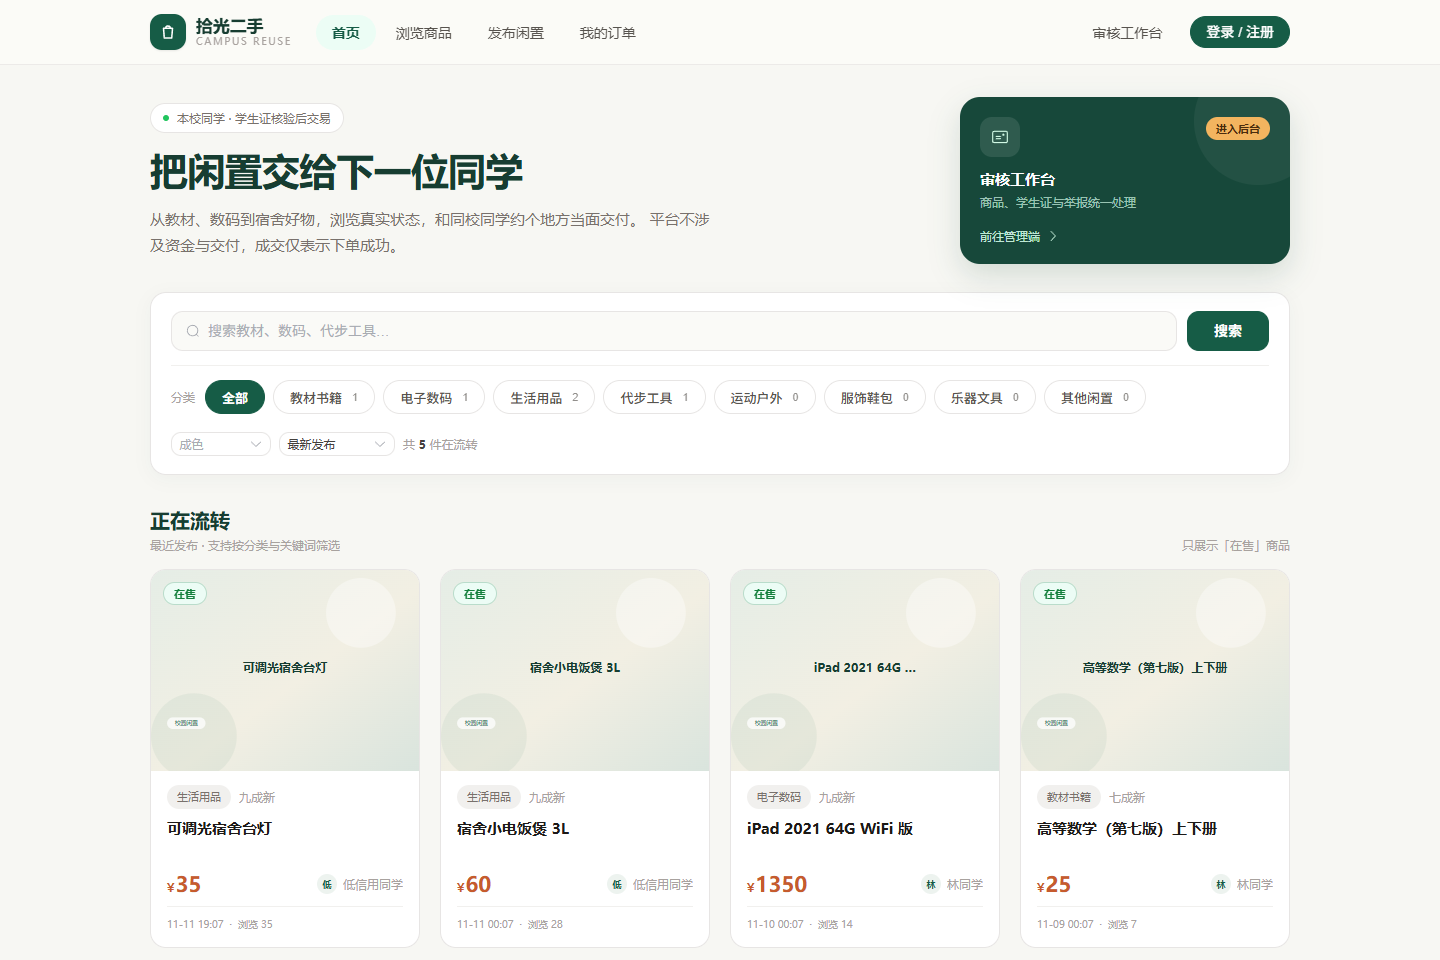 拾光二手
CAMPUS REUSE
首页
浏览商品
发布闲置
我的订单
审核工作台
登录 / 注册
本校同学 · 学生证核验后交易
把闲置交给下一位同学
从教材、数码到宿舍好物，浏览真实状态，和同校同学约个地方当面交付。 平台不涉
及资金与交付，成交仅表示下单成功。
进入后台
审核工作台
商品、学生证与举报统一处理
前往管理端
搜索教材、数码、代步工具...
搜索
分类
全部
教材书籍 1
电子数码 1
生活用品 2
代步工具 1
运动户外 0
服饰鞋包 0
乐器文具 0
其他闲置 0
成色
最新发布
共 5 件在流转
正在流转
最近发布 · 支持按分类与关键词筛选
只展示「在售」商品
在售
可调光宿舍台灯
校园闲置
生活用品 九成新
可调光宿舍台灯
¥35
低 低信用同学
11-11 19:07 · 浏览 35
在售
宿舍小电饭煲 3L
校园闲置
生活用品 九成新
宿舍小电饭煲 3L
¥60
低 低信用同学
11-11 00:07 · 浏览 28
在售
iPad 2021 64G ...
校园闲置
电子数码 九成新
iPad 2021 64G WiFi 版
¥1350
林 林同学
11-10 00:07 · 浏览 14
在售
高等数学（第七版）上下册
校园闲置
教材书籍 七成新
高等数学（第七版）上下册
¥25
林 林同学
11-09 00:07 · 浏览 7